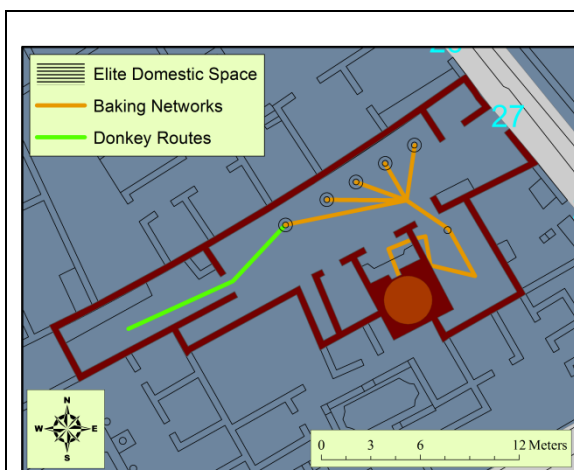 Elite Domestic Space
Baking Networks
Donkey Routes
27
N
W E
S
0 3 6 12 Meters